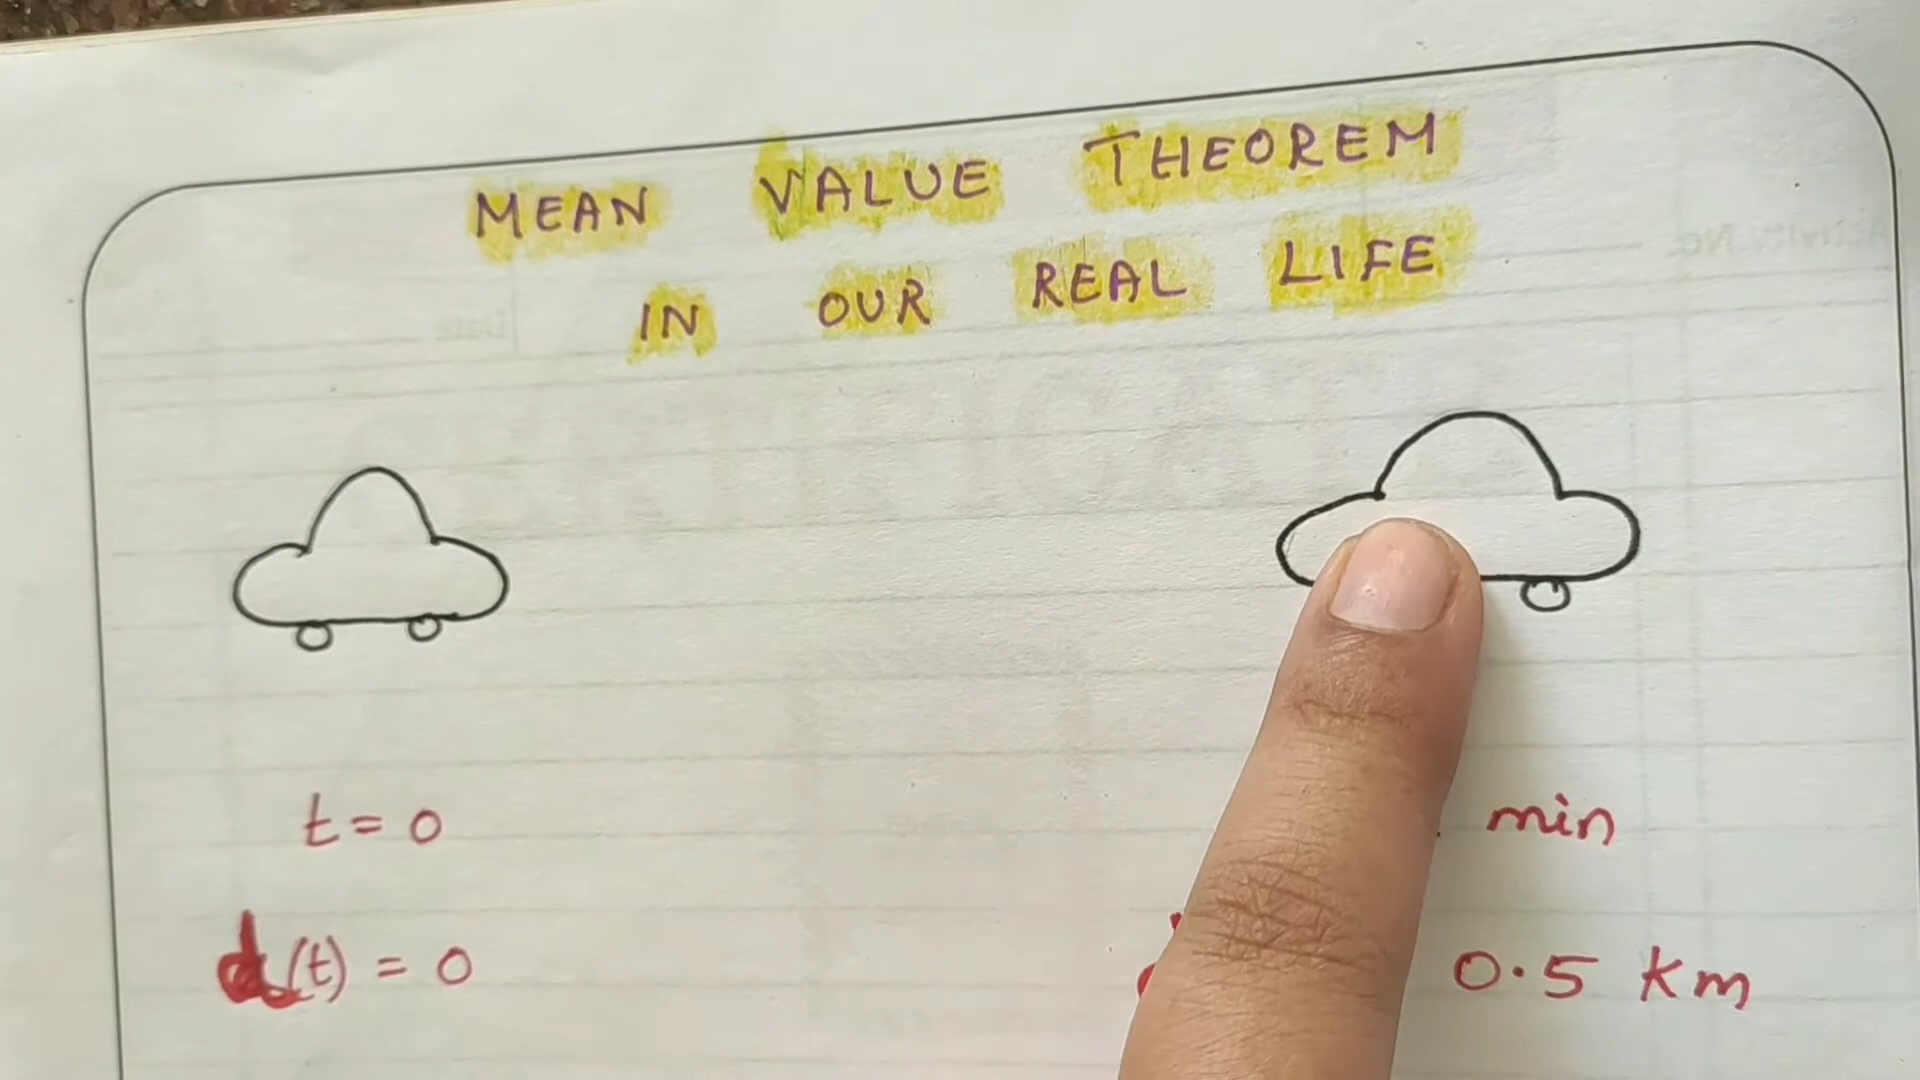 MEAN VALUE THEOREM
IN OUR REAL LIFE
t = 0
min
d(t) = 0
0.5 km